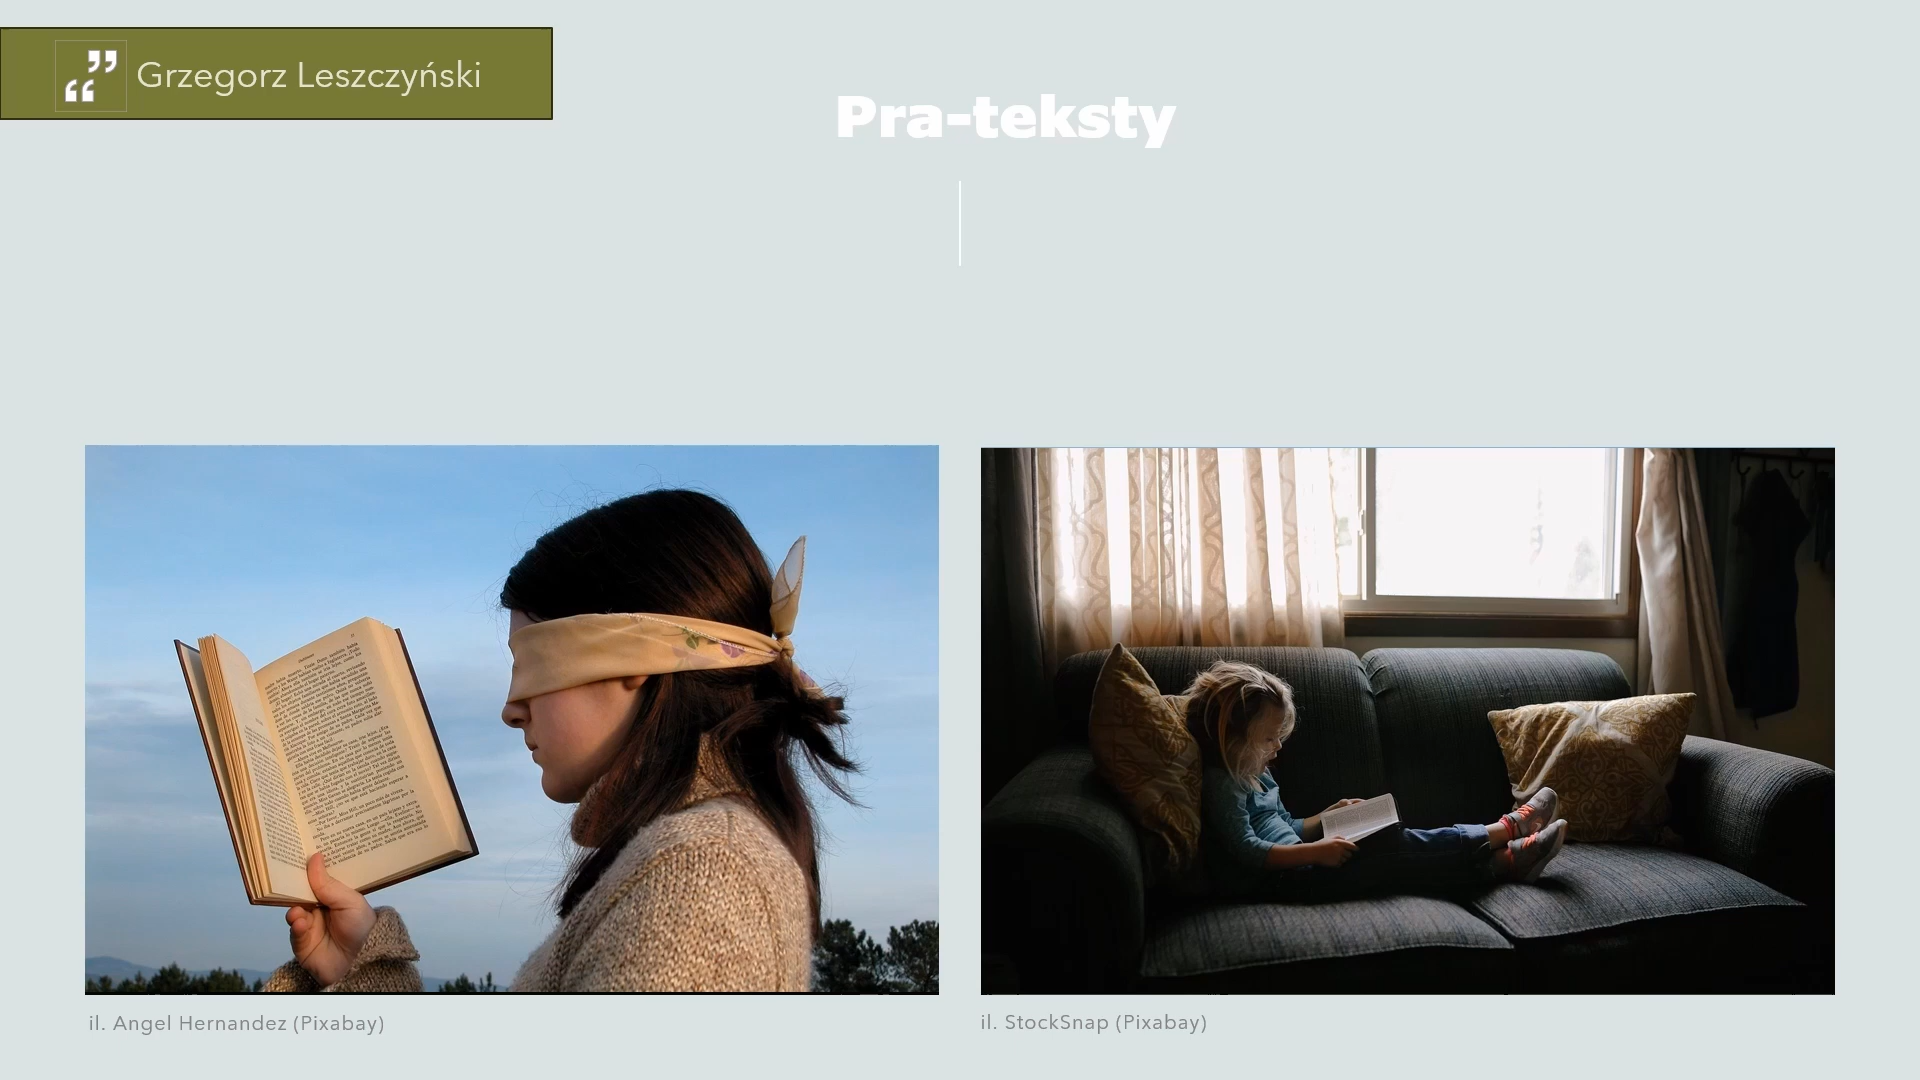 Grzegorz Leszczyński
Pra-teksty
il. Angel Hernandez (Pixabay)
il. StockSnap (Pixabay)